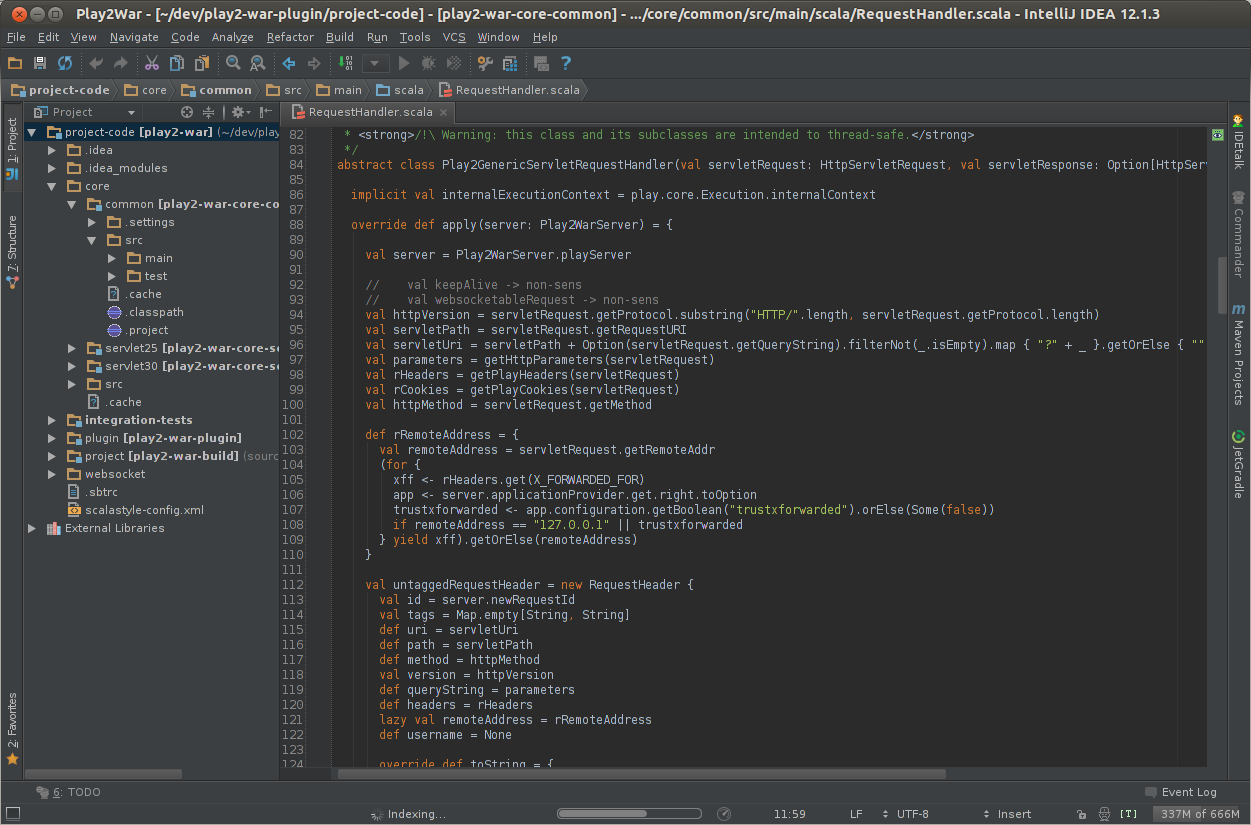 Play2War - [~/dev/play2-war-plugin/project-code] - [play2-war-core-common] - .../core/common/src/main/scala/RequestHandler.scala - IntelliJ IDEA 12.1.3
File Edit View Navigate Code Analyze Refactor Build Run Tools VCS Window Help
project-code core common src main scala RequestHandler.scala
Project
RequestHandler.scala
1: Project
7: Structure
2: Favorites
project-code [play2-war] (~/dev/play
.idea
.idea_modules
core
common [play2-war-core-co
.settings
src
main
test
.cache
.classpath
.project
servlet25 [play2-war-core-se
servlet30 [play2-war-core-se
src
.cache
integration-tests
plugin [play2-war-plugin]
project [play2-war-build] (sourc
websocket
.sbtrc
scalastyle-config.xml
External Libraries
82 * <strong>/!\ Warning: this class and its subclasses are intended to thread-safe.</strong>
83 */
84 abstract class Play2GenericServletRequestHandler(val servletRequest: HttpServletRequest, val servletResponse: Option[HttpServ
85
86 implicit val internalExecutionContext = play.core.Execution.internalContext
87
88 override def apply(server: Play2WarServer) = {
89
90 val server = Play2WarServer.playServer
91
92 // val keepAlive -> non-sens
93 // val websocketableRequest -> non-sens
94 val httpVersion = servletRequest.getProtocol.substring("HTTP/".length, servletRequest.getProtocol.length)
95 val servletPath = servletRequest.getRequestURI
96 val servletUri = servletPath + Option(servletRequest.getQueryString).filterNot(_.isEmpty).map { "?" + _ }.getOrElse { ""
97 val parameters = getHttpParameters(servletRequest)
98 val rHeaders = getPlayHeaders(servletRequest)
99 val rCookies = getPlayCookies(servletRequest)
100 val httpMethod = servletRequest.getMethod
101
102 def rRemoteAddress = {
103 val remoteAddress = servletRequest.getRemoteAddr
104 (for {
105 xff <- rHeaders.get(X_FORWARDED_FOR)
106 app <- server.applicationProvider.get.right.toOption
107 trustxforwarded <- app.configuration.getBoolean("trustxforwarded").orElse(Some(false))
108 if remoteAddress == "127.0.0.1" || trustxforwarded
109 } yield xff).getOrElse(remoteAddress)
110 }
111
112 val untaggedRequestHeader = new RequestHeader {
113 val id = server.newRequestId
114 val tags = Map.empty[String, String]
115 def uri = servletUri
116 def path = servletPath
117 def method = httpMethod
118 val version = httpVersion
119 def queryString = parameters
120 def headers = rHeaders
121 lazy val remoteAddress = rRemoteAddress
122 def username = None
123
124 override def toString = {
IDEtalk
Commander
Maven Projects
JetGradle
6: TODO
Event Log
Indexing...
11:59 LF UTF-8 Insert [T] 337M of 666M